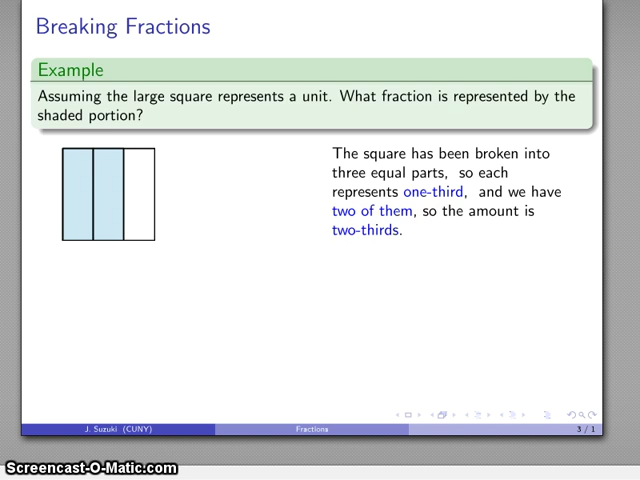 Breaking Fractions
Example
Assuming the large square represents a unit. What fraction is represented by the
shaded portion?
The square has been broken into
three equal parts, so each
represents one-third, and we have
two of them, so the amount is
two-thirds.
J. Suzuki (CUNY)
Fractions
3 / 1
Screencast-O-Matic.com